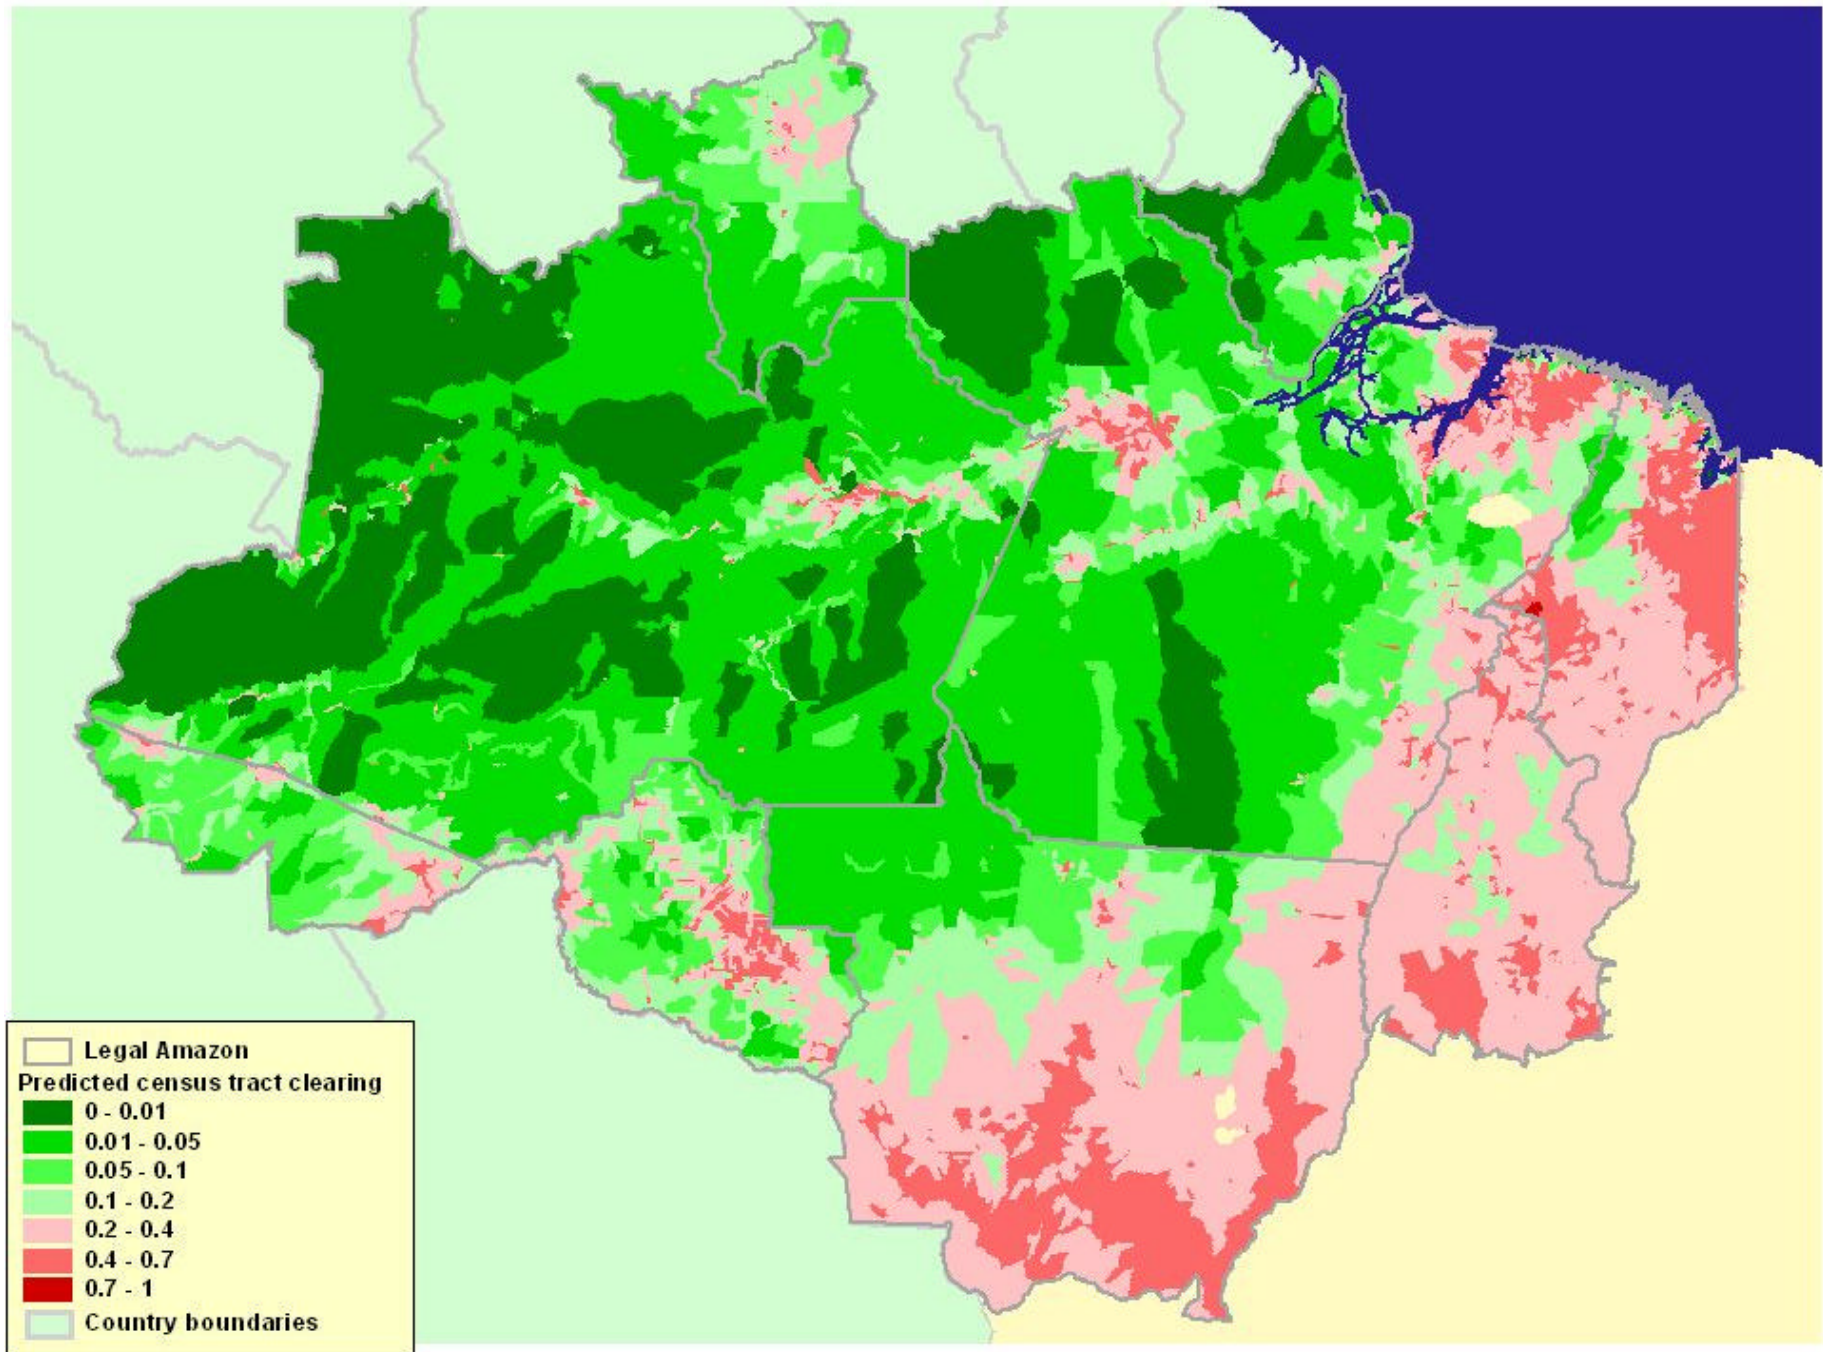 Legal Amazon
Predicted census tract clearing
0 - 0.01
0.01 - 0.05
0.05 - 0.1
0.1 - 0.2
0.2 - 0.4
0.4 - 0.7
0.7 - 1
Country boundaries